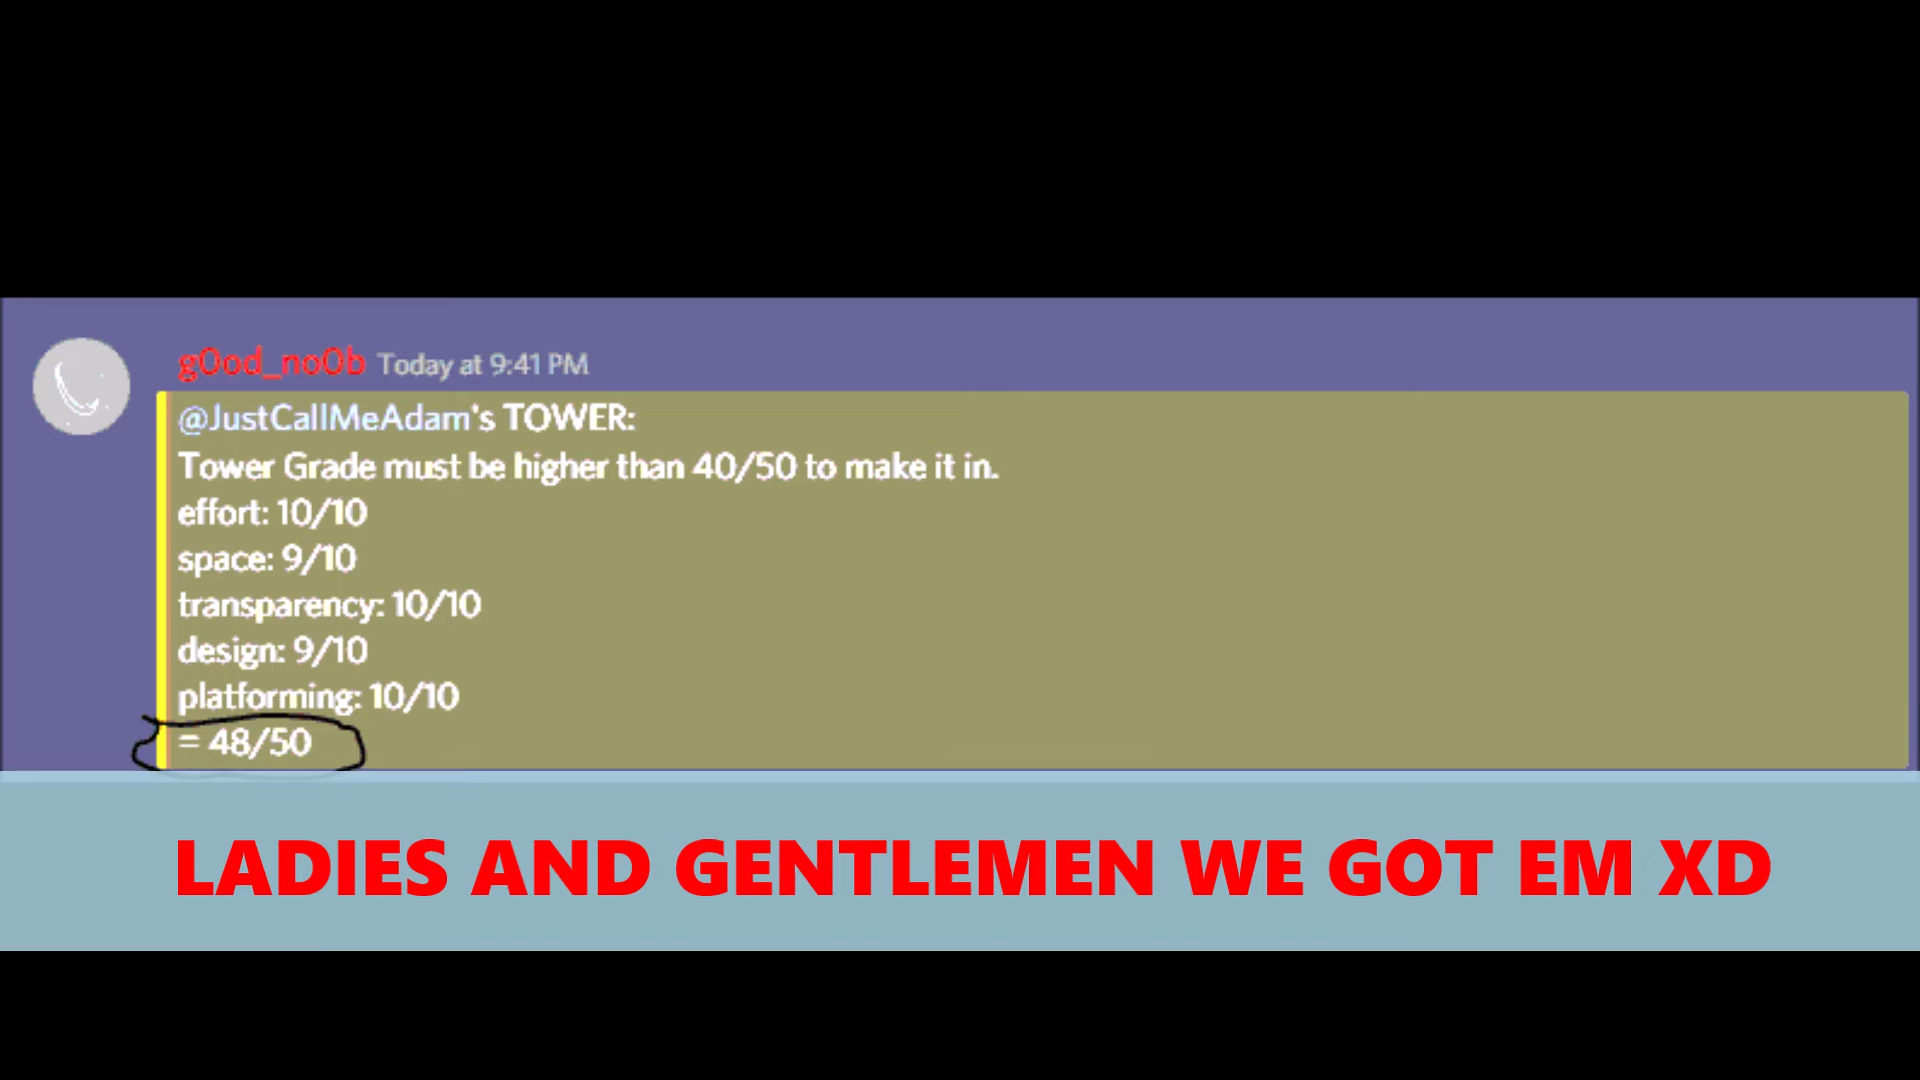 g0od_no0b Today at 9:41 PM
@JustCallMeAdam's TOWER:
Tower Grade must be higher than 40/50 to make it in.
effort: 10/10
space: 9/10
transparency: 10/10
design: 9/10
platforming: 10/10
= 48/50
LADIES AND GENTLEMEN WE GOT EM XD